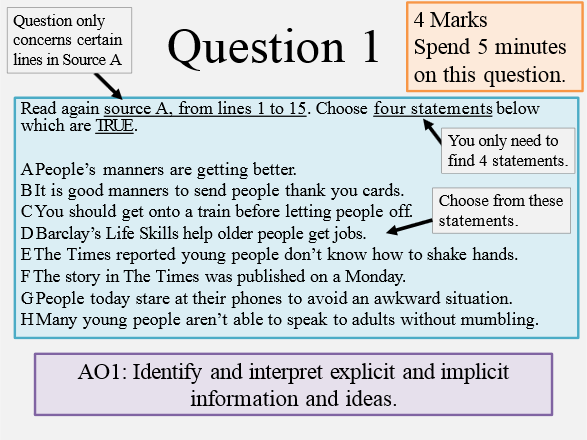 Question only
concerns certain
lines in Source A
Question 1
4 Marks
Spend 5 minutes
on this question.
Read again source A, from lines 1 to 15. Choose four statements below
which are TRUE.
You only need to
find 4 statements.
A People's manners are getting better.
B It is good manners to send people thank you cards.
C You should get onto a train before letting people off.
D Barclay's Life Skills help older people get jobs.
Choose from these
statements.
E The Times reported young people don't know how to shake hands.
F The story in The Times was published on a Monday.
G People today stare at their phones to avoid an awkward situation.
H Many young people aren't able to speak to adults without mumbling.
AO1: Identify and interpret explicit and implicit
information and ideas.